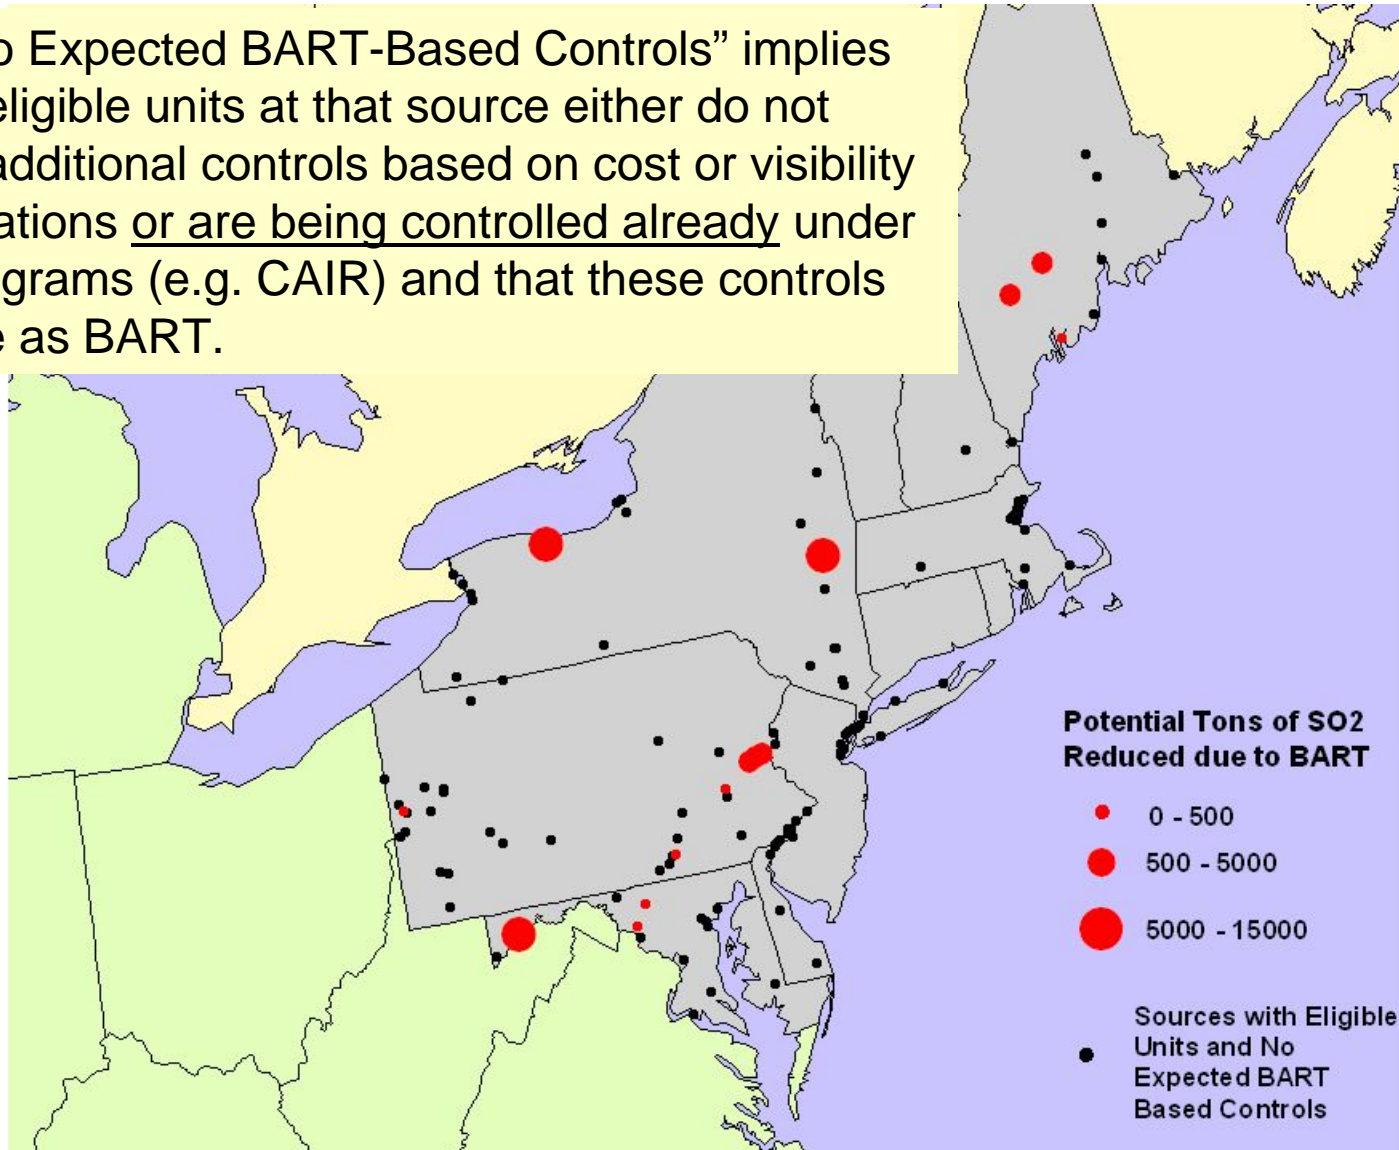 o Expected BART-Based Controls” implies
eligible units at that source either do not
additional controls based on cost or visibility
ations or are being controlled already under
grams (e.g. CAIR) and that these controls
e as BART.
Potential Tons of SO2
Reduced due to BART
0 - 500
500 - 5000
5000 - 15000
Sources with Eligible
Units and No
Expected BART
Based Controls